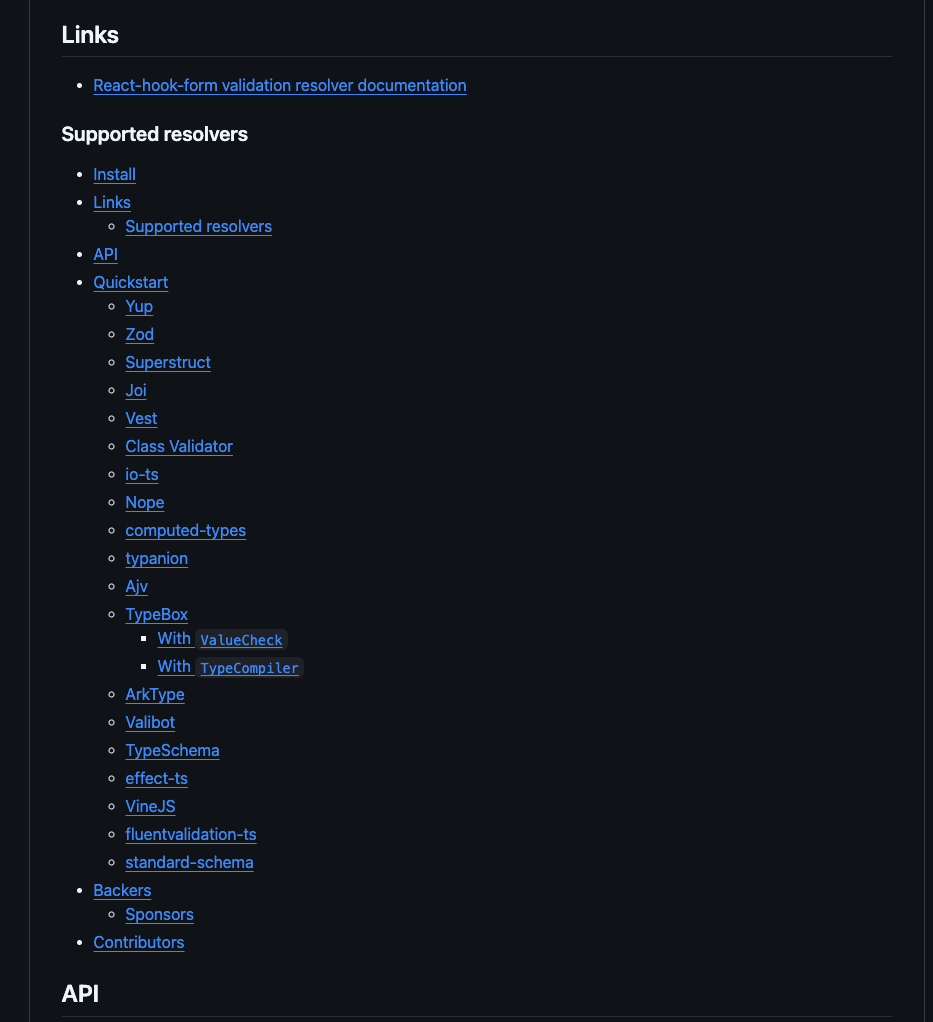 Links
React-hook-form validation resolver documentation
Supported resolvers
Install
Links
Supported resolvers
API
Quickstart
Yup
Zod
Superstruct
Joi
Vest
Class Validator
io-ts
Nope
computed-types
typanion
Ajv
TypeBox
With ValueCheck
With TypeCompiler
ArkType
Valibot
TypeSchema
effect-ts
VineJS
fluentvalidation-ts
standard-schema
Backers
Sponsors
Contributors
API